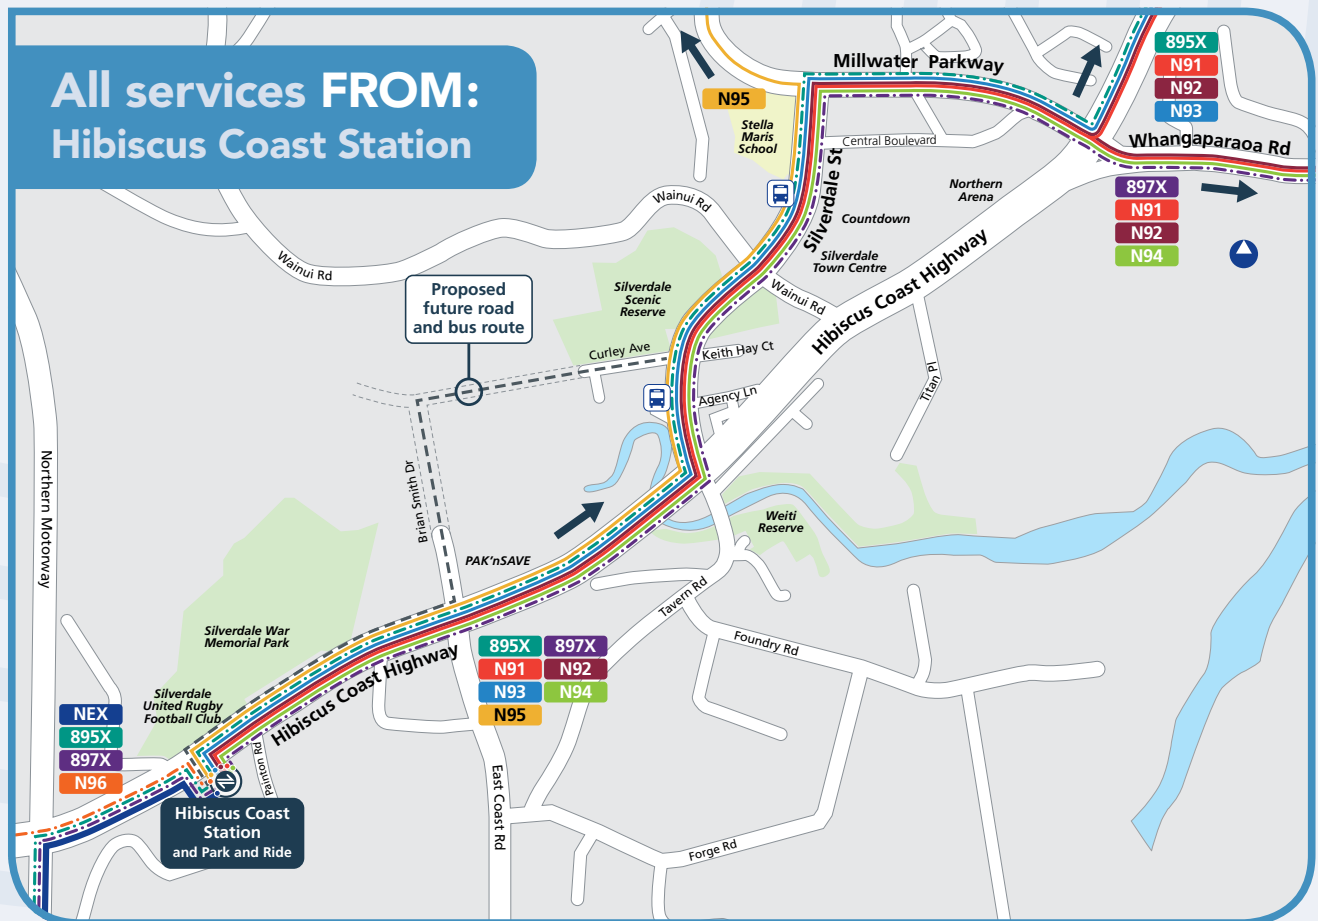 All services FROM:
Hibiscus Coast Station
N95
Millwater Parkway
895X
N91
N92
N93
Stella
Maris
School
Central Boulevard
Whangaparaoa Rd
897X
N91
N92
N94
Northern
Arena
Silverdale St
Countdown
Silverdale
Town Centre
Wainui Rd
Wainui Rd
Wainui Rd
Hibiscus Coast Highway
Proposed
future road
and bus route
Silverdale
Scenic
Reserve
Curley Ave
Keith Hay Ct
Agency Ln
Titan Pl
Northern Motorway
Brian Smith Dr
PAK'nSAVE
Weiti
Reserve
Tavern Rd
Foundry Rd
Silverdale War
Memorial Park
Silverdale
United Rugby
Football Club
Hibiscus Coast Highway
895X 897X
N91 N92
N93 N94
N95
NEX
895X
897X
N96
Painton Rd
East Coast Rd
Forge Rd
Hibiscus Coast
Station
and Park and Ride